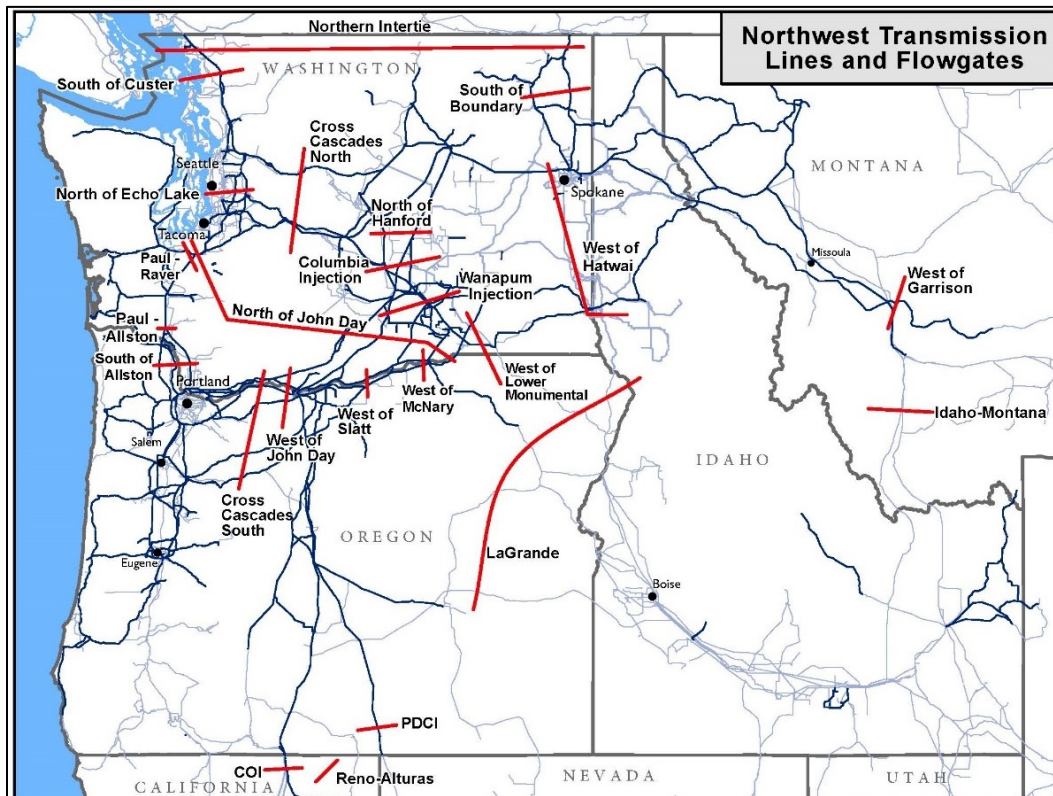 Northern Intertie
Northwest Transmission
Lines and Flowgates
WASHINGTON
South of Custer
South of
Boundary
Cross
Cascades
North
Seattle
MONTANA
North of Echo Lake
Spokane
North of
Hanford
Tacoma
Paul -
Raver
Columbia
Injection
West of
Hatwai
Missoula
Wanapum
Injection
West of
Garrison
North of John Day
Paul -
Allston
South of
Allston
Portland
West of
Lower
Monumental
West of
McNary
West of
Slatt
Idaho-Montana
Salem
West of
John Day
IDAHO
Cross
Cascades
South
OREGON
LaGrande
Eugene
Boise
PDCI
COI
Reno-Alturas
CALIFORNIA
NEVADA
UTAH